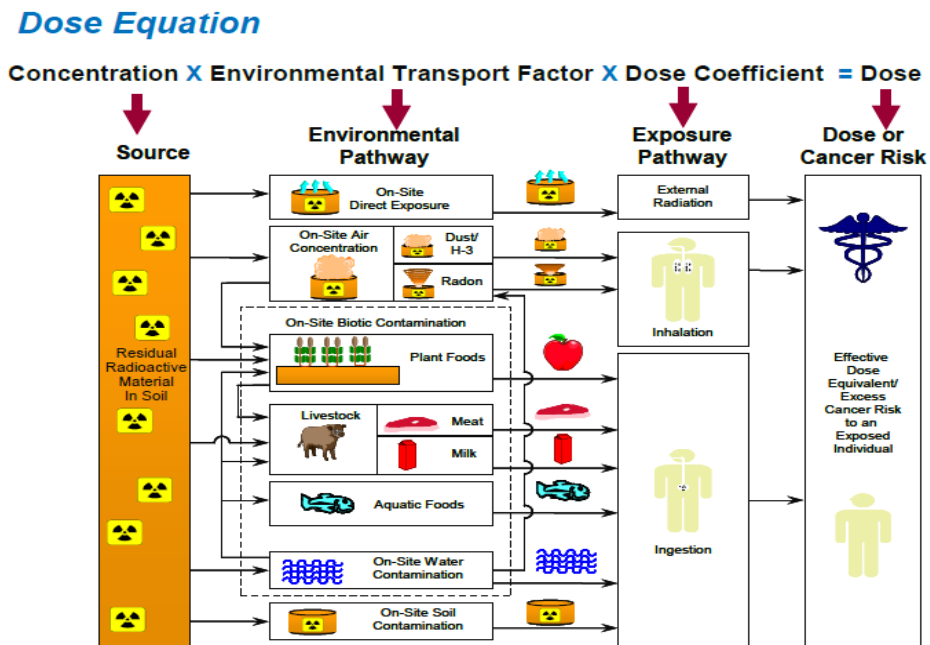 Dose Equation
Concentration X Environmental Transport Factor X Dose Coefficient = Dose
Source
Environmental
Pathway
Exposure
Pathway
Dose or
Cancer Risk
Residual
Radioactive
Material
In Soil
On-Site
Direct Exposure
On-Site Air
Concentration
Dust/
H-3
Radon
On-Site Biotic Contamination
Plant Foods
Livestock
Meat
Milk
Aquatic Foods
On-Site Water
Contamination
On-Site Soil
Contamination
External
Radiation
Inhalation
Ingestion
Effective
Dose
Equivalent/
Excess
Cancer Risk
to an
Exposed
Individual